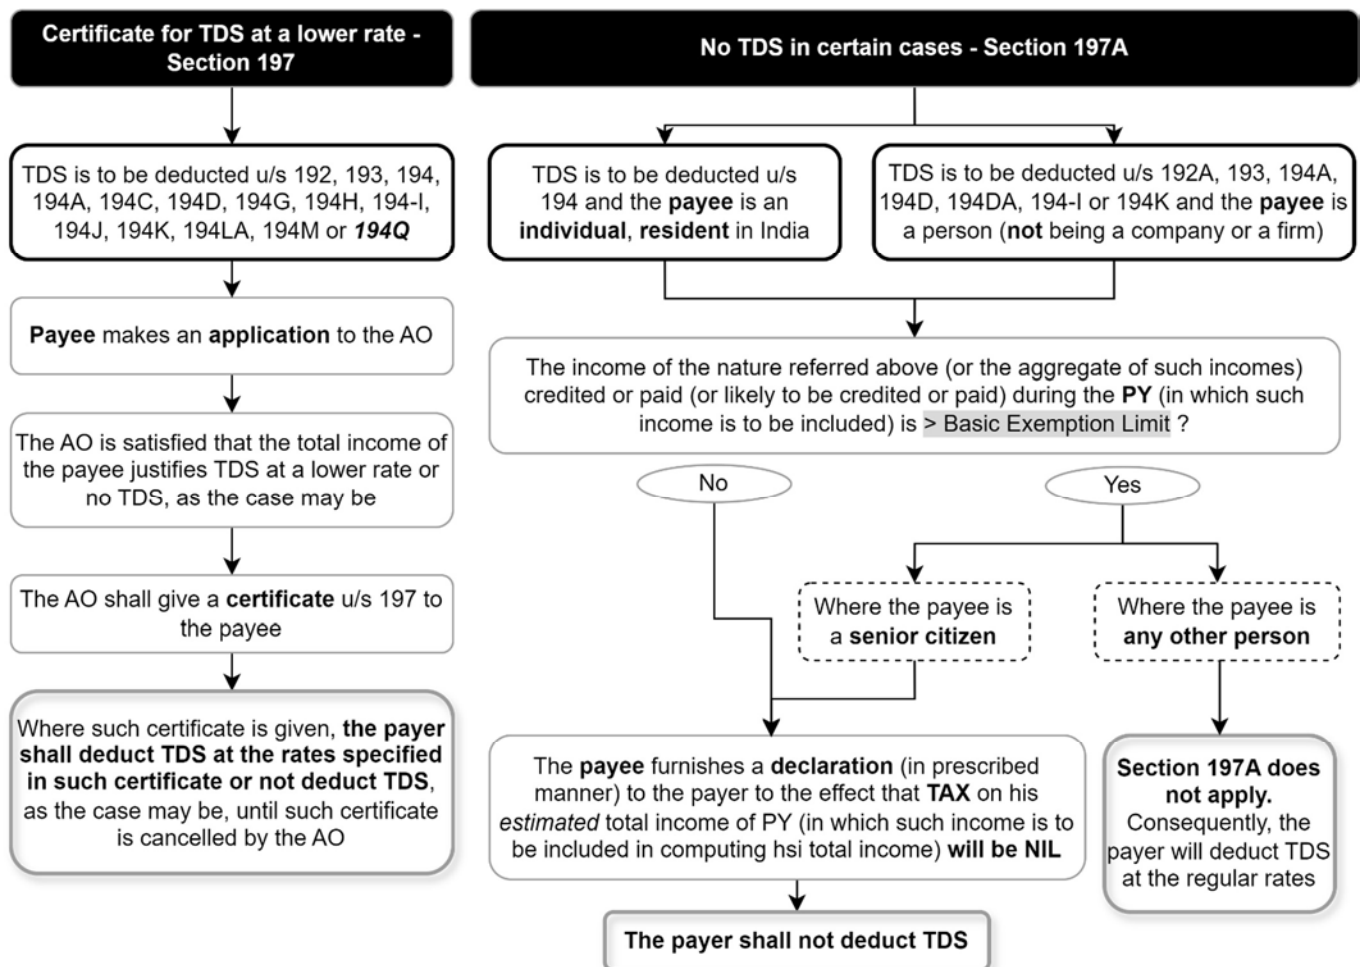 Certificate for TDS at a lower rate -
Section 197
TDS is to be deducted u/s 192, 193, 194,
194A, 194C, 194D, 194G, 194H, 194-I,
194J, 194K, 194LA, 194M or 194Q
Payee makes an application to the AO
The AO is satisfied that the total income of
the payee justifies TDS at a lower rate or
no TDS, as the case may be
The AO shall give a certificate u/s 197 to
the payee
Where such certificate is given, the payer
shall deduct TDS at the rates specified
in such certificate or not deduct TDS,
as the case may be, until such certificate
is cancelled by the AO
No TDS in certain cases - Section 197A
TDS is to be deducted u/s
194 and the payee is an
individual, resident in India
TDS is to be deducted u/s 192A, 193, 194A,
194D, 194DA, 194-I or 194K and the payee is
a person (not being a company or a firm)
The income of the nature referred above (or the aggregate of such incomes)
credited or paid (or likely to be credited or paid) during the PY (in which such
income is to be included) is > Basic Exemption Limit ?
No
Yes
Where the payee is
a senior citizen
Where the payee is
any other person
The payee furnishes a declaration (in prescribed
manner) to the payer to the effect that TAX on his
estimated total income of PY (in which such income is to
be included in computing hsi total income) will be NIL
Section 197A does
not apply.
Consequently, the
payer will deduct TDS
at the regular rates
The payer shall not deduct TDS